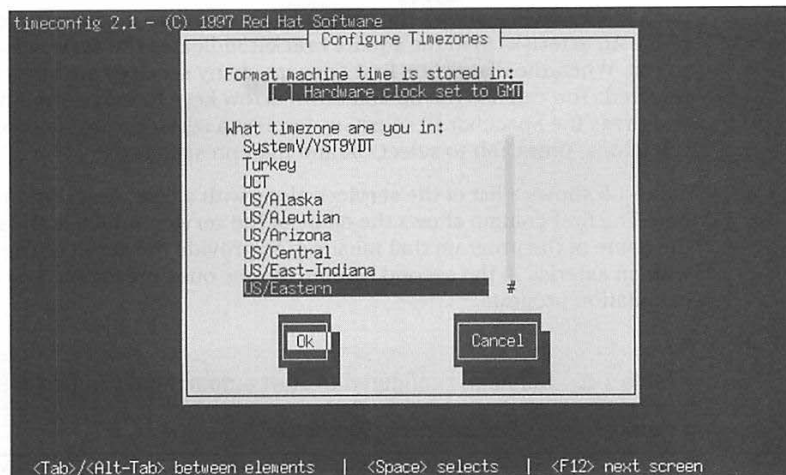 timeconfig 2.1 - (C) 1997 Red Hat Software
Configure Timezones
Format machine time is stored in:
[ ] Hardware clock set to GMT
What timezone are you in:
SystemV/YST9YDT
Turkey
UCT
US/Alaska
US/Aleutian
US/Arizona
US/Central
US/East-Indiana
US/Eastern #
Ok Cancel
<Tab>/<Alt-Tab> between elements | <Space> selects | <F12> next screen